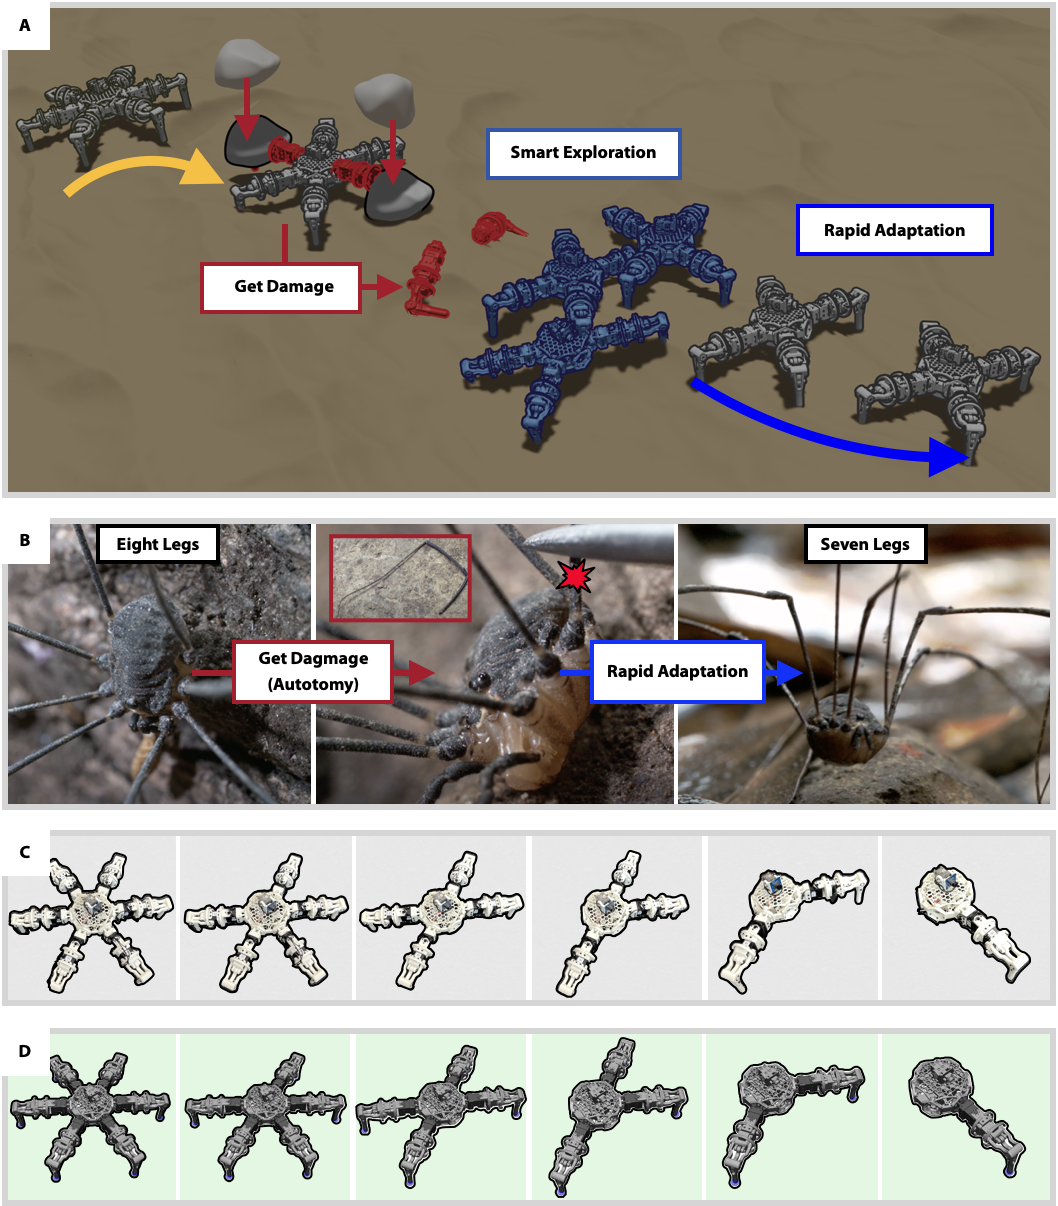 A
Smart Exploration
Rapid Adaptation
Get Damage
B
Eight Legs
Seven Legs
Get Dagmage
(Autotomy)
Rapid Adaptation
C
D